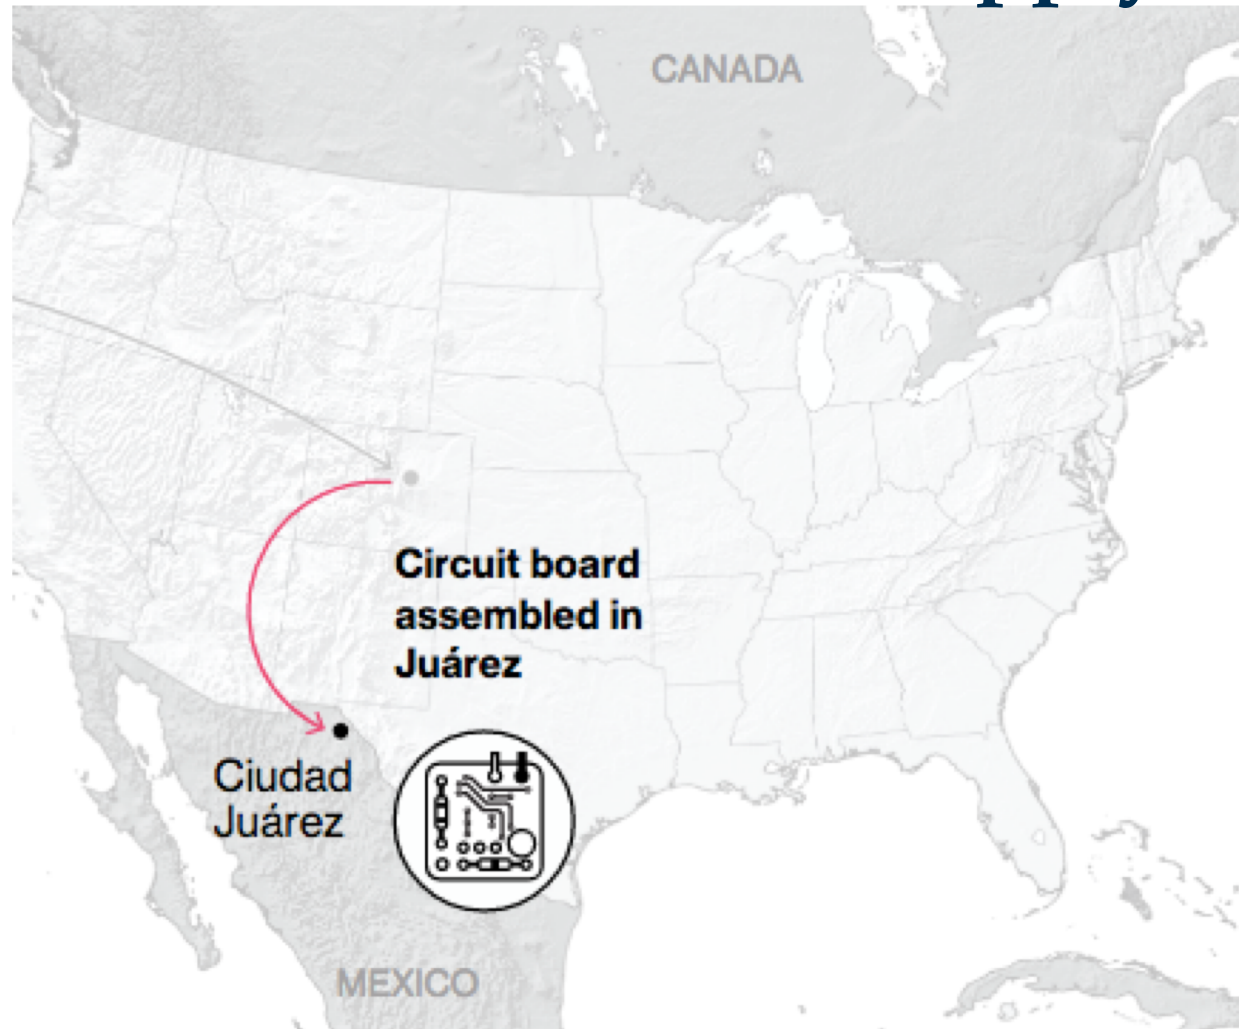 CANADA
Circuit board
assembled in
Juárez
Ciudad
Juárez
MEXICO